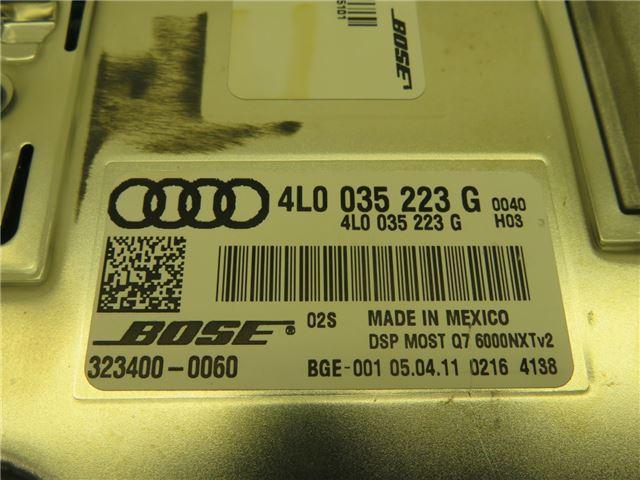 5101
BOSE
4L0 035 223 G 0040
4L0 035 223 G H03
BOSE® 02S MADE IN MEXICO
DSP MOST Q7 6000NXTv2
323400-0060 BGE-001 05.04.11 0216 4138